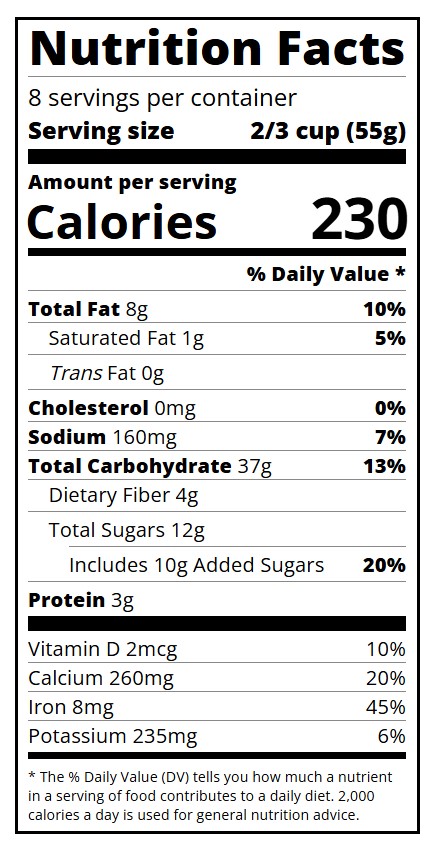 Nutrition Facts
8 servings per container
Serving size 2/3 cup (55g)
Amount per serving
Calories 230
% Daily Value *
Total Fat 8g 10%
Saturated Fat 1g 5%
Trans Fat 0g
Cholesterol 0mg 0%
Sodium 160mg 7%
Total Carbohydrate 37g 13%
Dietary Fiber 4g
Total Sugars 12g
Includes 10g Added Sugars 20%
Protein 3g
Vitamin D 2mcg 10%
Calcium 260mg 20%
Iron 8mg 45%
Potassium 235mg 6%
* The % Daily Value (DV) tells you how much a nutrient
in a serving of food contributes to a daily diet. 2,000
calories a day is used for general nutrition advice.